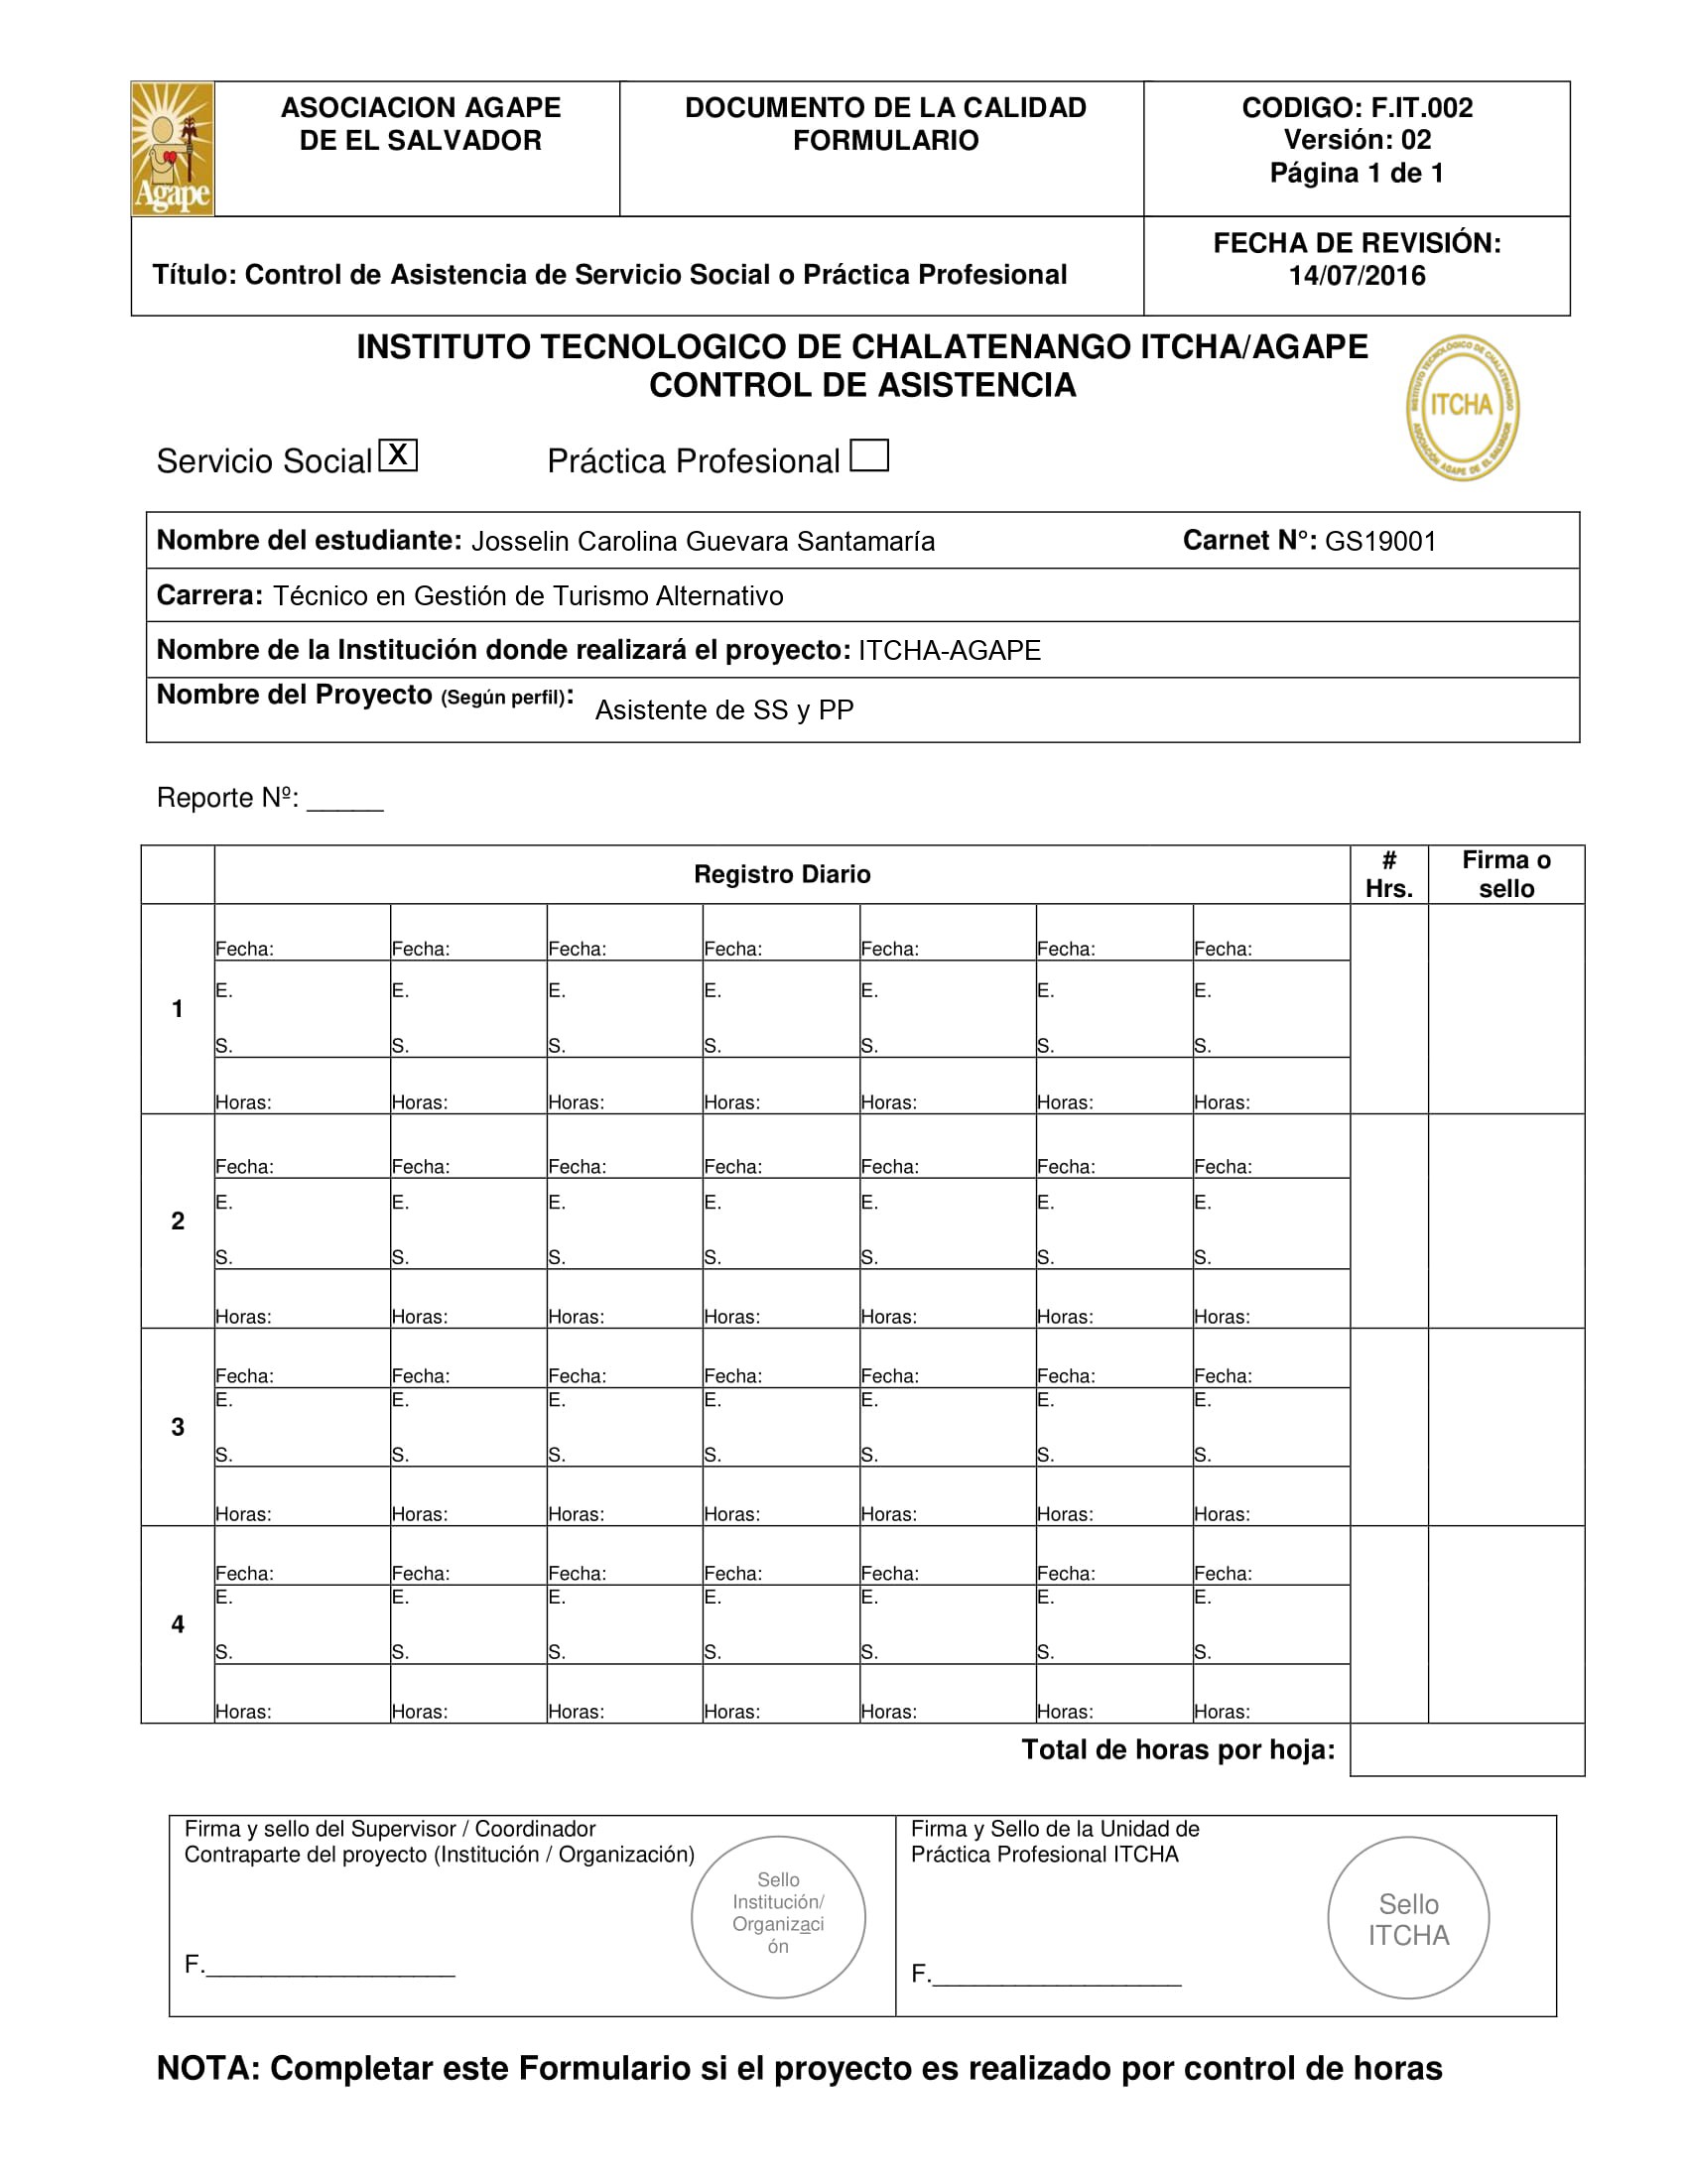 Agape
ASOCIACION AGAPE
DE EL SALVADOR
DOCUMENTO DE LA CALIDAD
FORMULARIO
CODIGO: F.IT.002
Versión: 02
Página 1 de 1
Título: Control de Asistencia de Servicio Social o Práctica Profesional
FECHA DE REVISIÓN:
14/07/2016
INSTITUTO TECNOLOGICO DE CHALATENANGO ITCHA/AGAPE
CONTROL DE ASISTENCIA
INSTITUTO TECNOLÓGICO DE CHALATENANGO
ITCHA
ASOCIACIÓN AGAPE DE EL SALVADOR
Servicio Social X Práctica Profesional
Nombre del estudiante: Josselin Carolina Guevara Santamaría Carnet N°: GS19001
Carrera: Técnico en Gestión de Turismo Alternativo
Nombre de la Institución donde realizará el proyecto: ITCHA-AGAPE
Nombre del Proyecto (Según perfil): Asistente de SS y PP
Reporte Nº: _____
Registro Diario # Hrs. Firma o sello
1
Fecha: Fecha: Fecha: Fecha: Fecha: Fecha: Fecha:
E. E. E. E. E. E. E.
S. S. S. S. S. S. S.
Horas: Horas: Horas: Horas: Horas: Horas: Horas:
2
Fecha: Fecha: Fecha: Fecha: Fecha: Fecha: Fecha:
E. E. E. E. E. E. E.
S. S. S. S. S. S. S.
Horas: Horas: Horas: Horas: Horas: Horas: Horas:
3
Fecha: Fecha: Fecha: Fecha: Fecha: Fecha: Fecha:
E. E. E. E. E. E. E.
S. S. S. S. S. S. S.
Horas: Horas: Horas: Horas: Horas: Horas: Horas:
4
Fecha: Fecha: Fecha: Fecha: Fecha: Fecha: Fecha:
E. E. E. E. E. E. E.
S. S. S. S. S. S. S.
Horas: Horas: Horas: Horas: Horas: Horas: Horas:
Total de horas por hoja:
Firma y sello del Supervisor / Coordinador
Contraparte del proyecto (Institución / Organización)
Sello
Institución/
Organizaci
ón
F.__________________
Firma y Sello de la Unidad de
Práctica Profesional ITCHA
Sello
ITCHA
F.__________________
NOTA: Completar este Formulario si el proyecto es realizado por control de horas